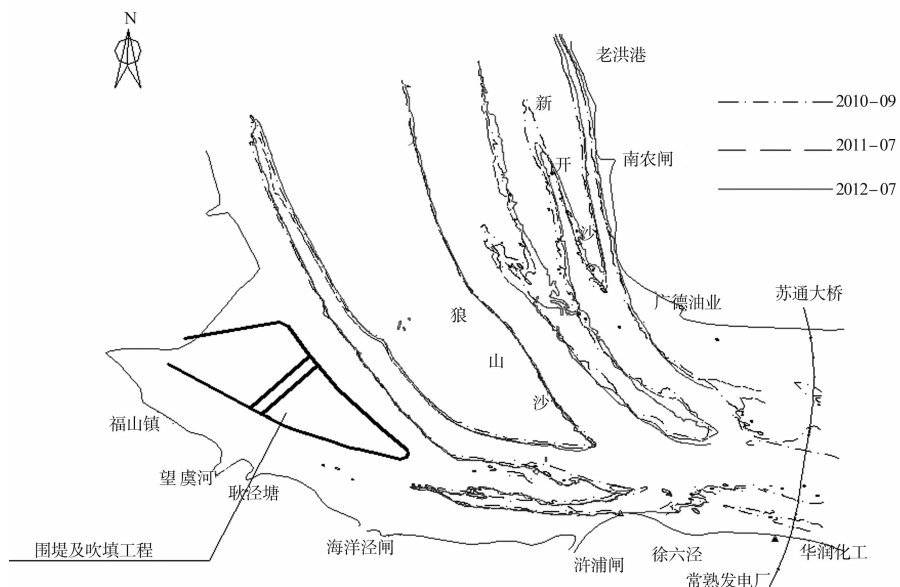 N
老洪港
2010-09
2011-07
2012-07
新
开
沙
南农闸
广德油业
苏通大桥
狼
山
沙
福山镇
望虞河
耿泾塘
围堤及吹填工程
海洋泾闸
浒浦闸
徐六泾
华润化工
常熟发电厂